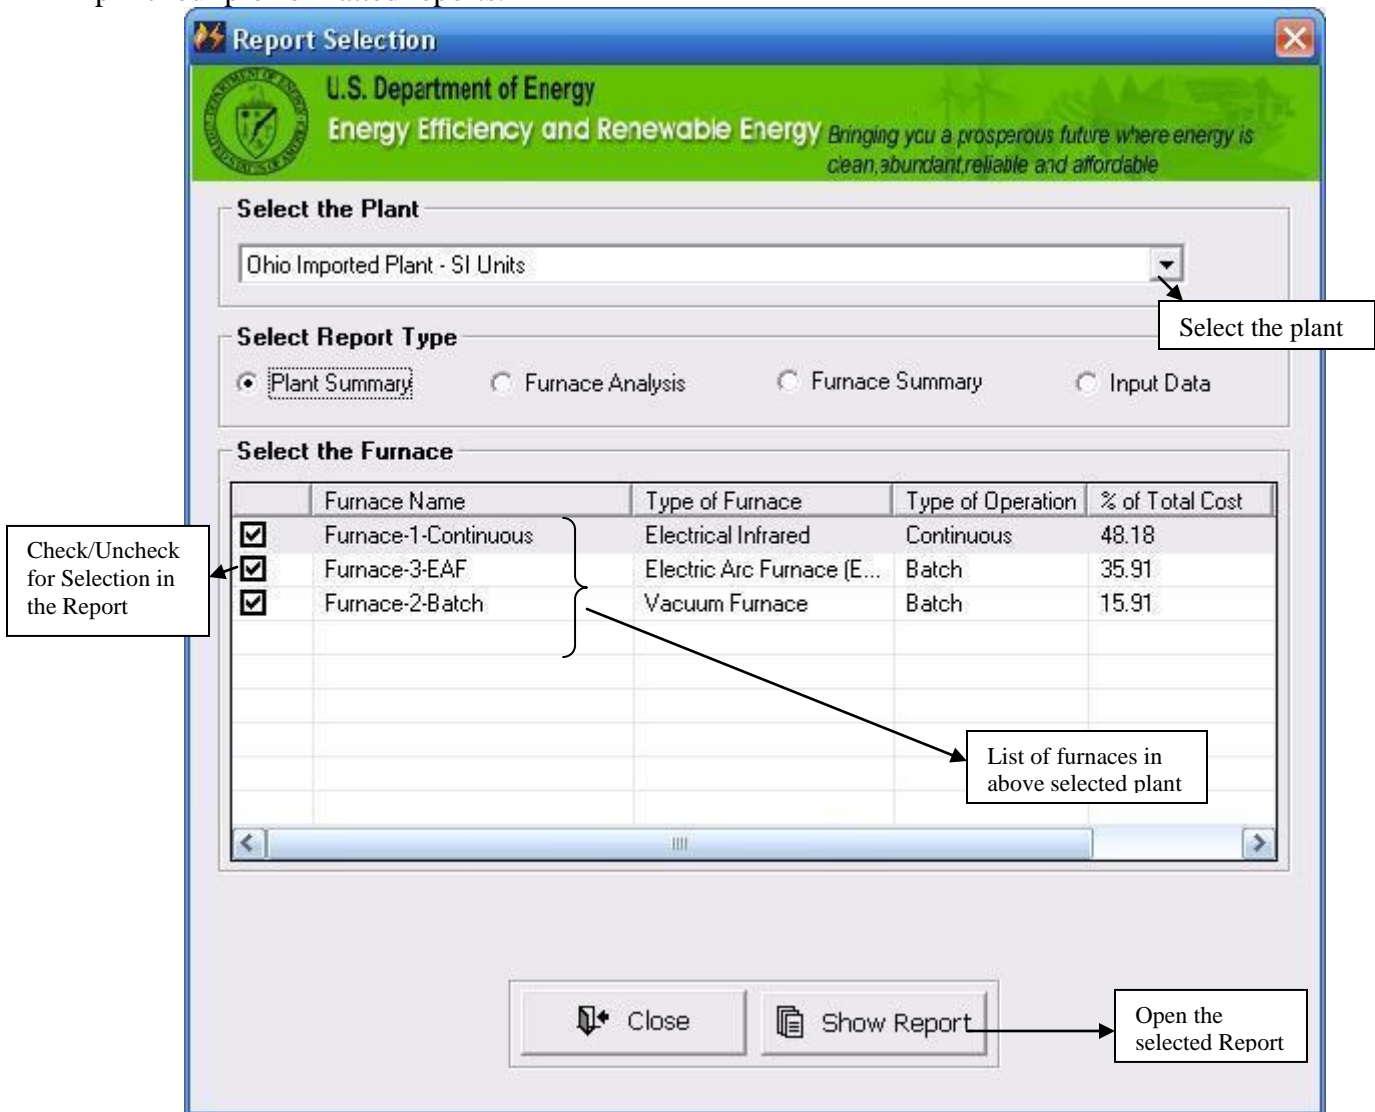 Report Selection
U.S. Department of Energy
Energy Efficiency and Renewable Energy
Bringing you a prosperous future where energy is
clean,abundant,reliable and affordable
Select the Plant
Ohio Imported Plant - SI Units
Select the plant
Select Report Type
Plant Summary Furnace Analysis Furnace Summary Input Data
Select the Furnace
Furnace Name Type of Furnace Type of Operation % of Total Cost
Furnace-1-Continuous Electrical Infrared Continuous 48.18
Furnace-3-EAF Electric Arc Furnace (E... Batch 35.91
Furnace-2-Batch Vacuum Furnace Batch 15.91
Check/Uncheck
for Selection in
the Report
List of furnaces in
above selected plant
Close Show Report
Open the
selected Report